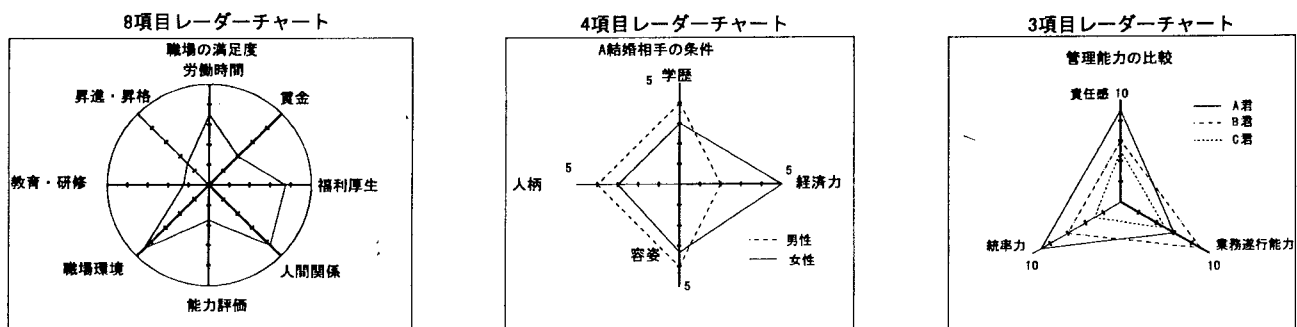 8項目レーダーチャート
職場の満足度
労働時間
昇進・昇格
賃金
教育・研修
福利厚生
職場環境
人間関係
能力評価
4項目レーダーチャート
A結婚相手の条件
5 学歴
5
人柄
5
経済力
容姿
男性
女性
5
3項目レーダーチャート
管理能力の比較
責任感 10
A君
B君
C君
統率力
業務遂行能力
10
10